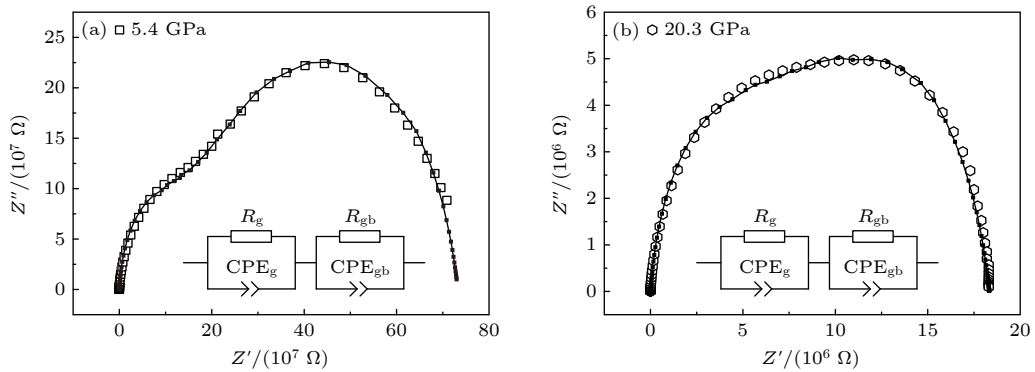 (a) □ 5.4 GPa
Z″/(10⁷ Ω)
25
20
15
10
5
0
R_g
R_gb
CPE_g
CPE_gb
0 20 40 60 80
Z′/(10⁷ Ω)
(b) ⬡ 20.3 GPa
Z″/(10⁶ Ω)
6
5
4
3
2
1
0
R_g
R_gb
CPE_g
CPE_gb
0 5 10 15 20
Z′/(10⁶ Ω)